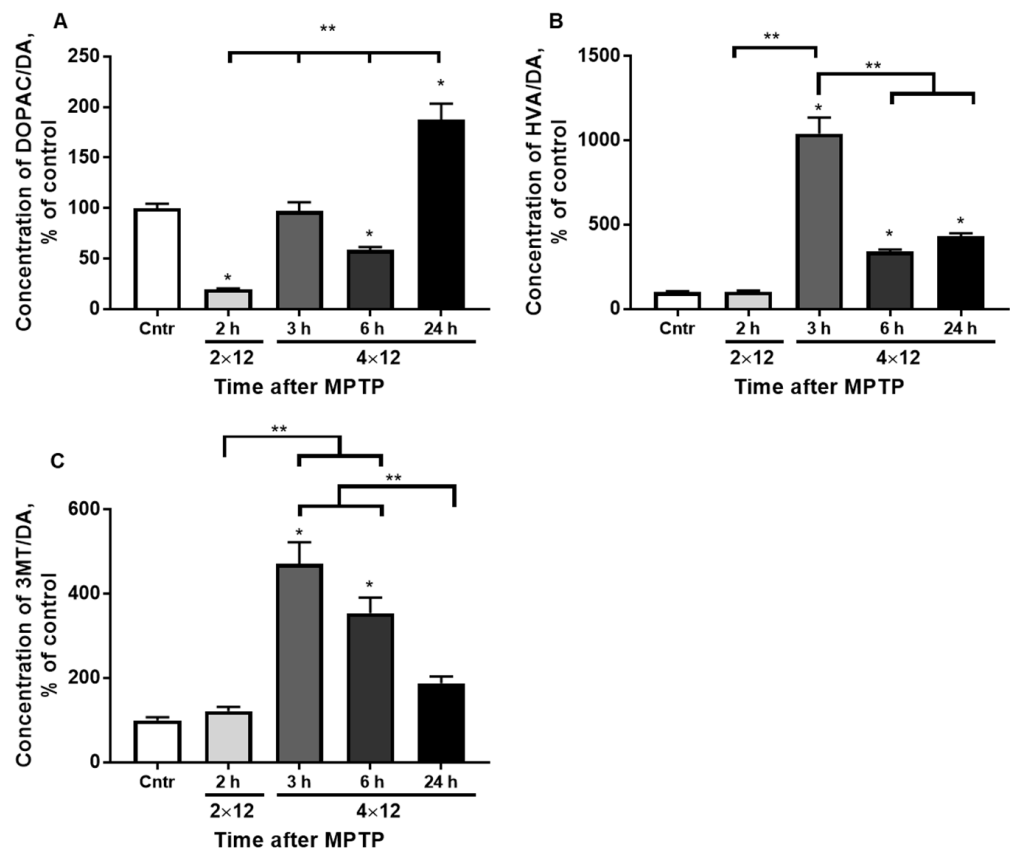 A
Concentration of DOPAC/DA,
% of control
**
250
200
150
100
50
0
*
*
*
Cntr 2 h 3 h 6 h 24 h
2×12 4×12
Time after MPTP
B
Concentration of HVA/DA,
% of control
**
**
1500
1000
500
0
*
*
*
Cntr 2 h 3 h 6 h 24 h
2×12 4×12
Time after MPTP
C
Concentration of 3MT/DA,
% of control
**
**
600
400
200
0
*
*
Cntr 2 h 3 h 6 h 24 h
2×12 4×12
Time after MPTP